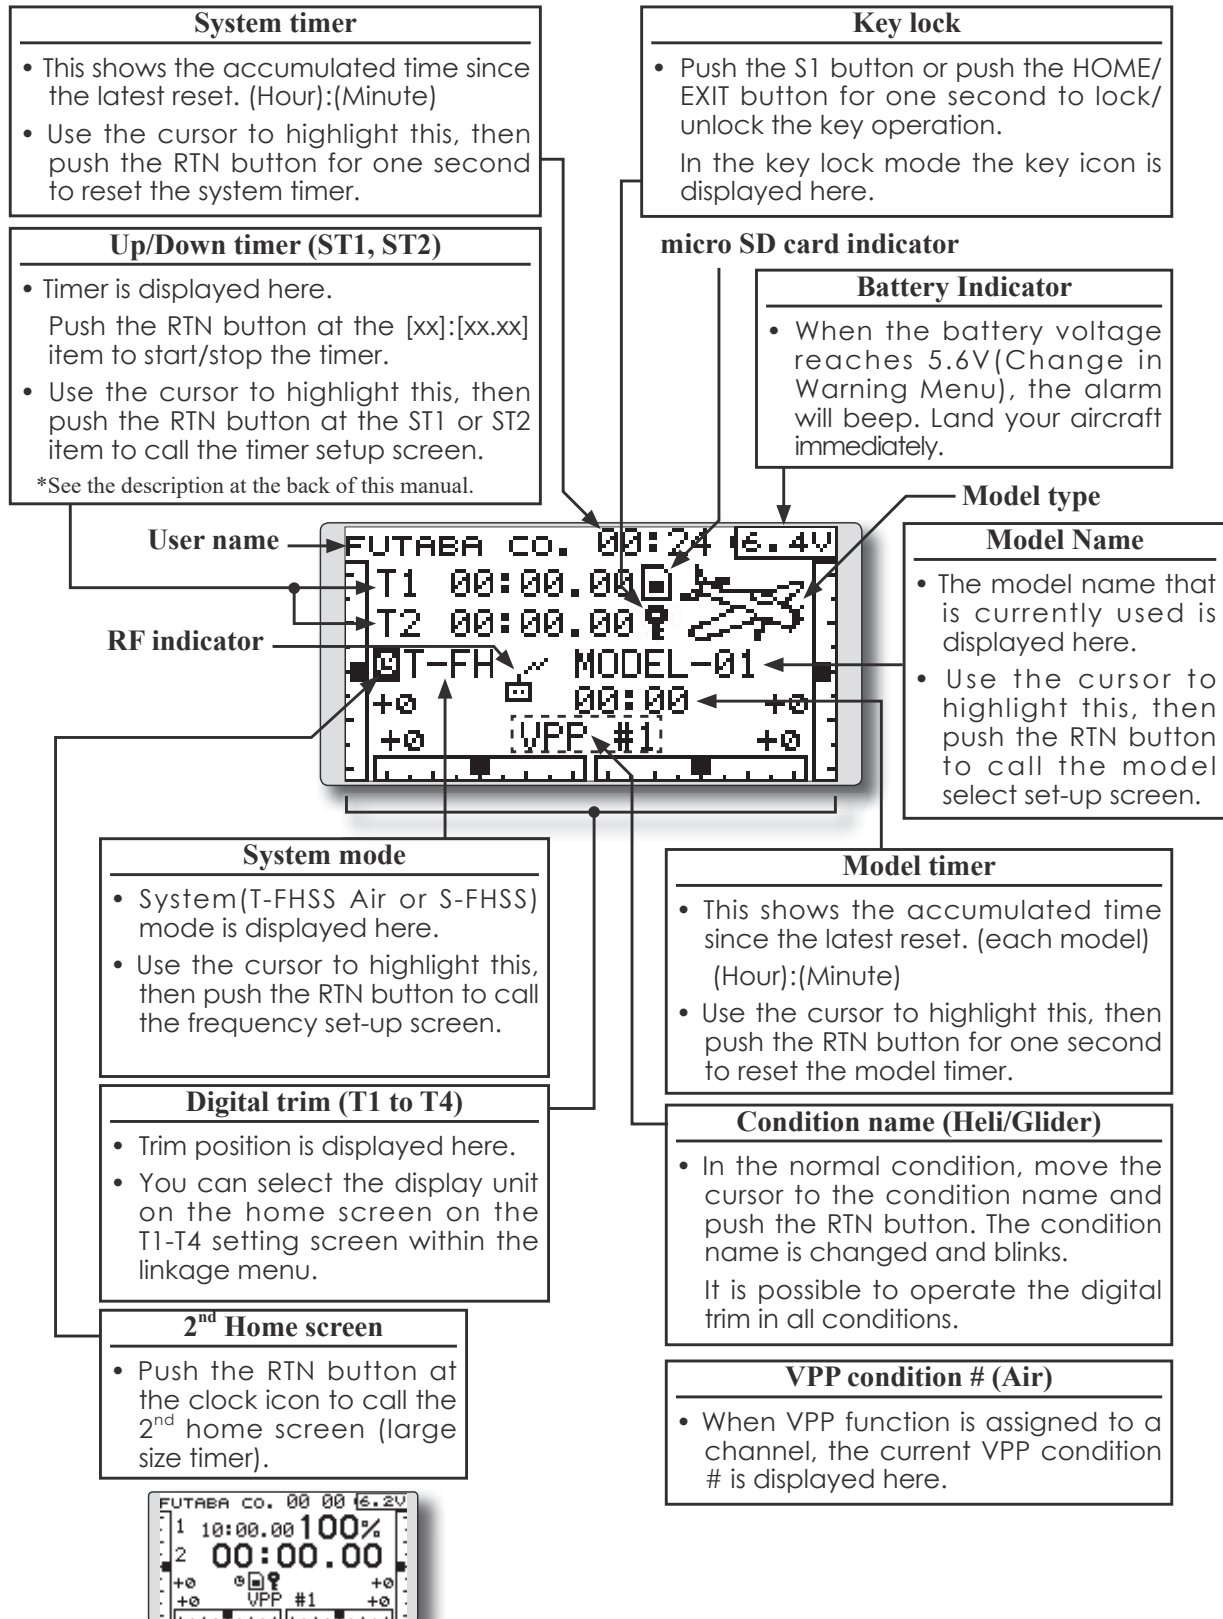 System timer
• This shows the accumulated time since
the latest reset. (Hour):(Minute)
• Use the cursor to highlight this, then
push the RTN button for one second
to reset the system timer.
Key lock
• Push the S1 button or push the HOME/
EXIT button for one second to lock/
unlock the key operation.
In the key lock mode the key icon is
displayed here.
Up/Down timer (ST1, ST2)
• Timer is displayed here.
Push the RTN button at the [xx]:[xx.xx]
item to start/stop the timer.
• Use the cursor to highlight this, then
push the RTN button at the ST1 or ST2
item to call the timer setup screen.
*See the description at the back of this manual.
micro SD card indicator
Battery Indicator
• When the battery voltage
reaches 5.6V(Change in
Warning Menu), the alarm
will beep. Land your aircraft
immediately.
Model type
User name
RF indicator
FUTABA CO. 00:24 6.4V
T1 00:00.00
T2 00:00.00
T-FH MODEL-01
+0 00:00 +0
+0 VPP #1 +0
Model Name
• The model name that
is currently used is
displayed here.
• Use the cursor to
highlight this, then
push the RTN button
to call the model
select set-up screen.
System mode
• System(T-FHSS Air or S-FHSS)
mode is displayed here.
• Use the cursor to highlight this,
then push the RTN button to call
the frequency set-up screen.
Model timer
• This shows the accumulated time
since the latest reset. (each model)
(Hour):(Minute)
• Use the cursor to highlight this, then
push the RTN button for one second
to reset the model timer.
Digital trim (T1 to T4)
• Trim position is displayed here.
• You can select the display unit
on the home screen on the
T1-T4 setting screen within the
linkage menu.
Condition name (Heli/Glider)
• In the normal condition, move the
cursor to the condition name and
push the RTN button. The condition
name is changed and blinks.
It is possible to operate the digital
trim in all conditions.
2nd Home screen
• Push the RTN button at
the clock icon to call the
2nd home screen (large
size timer).
VPP condition # (Air)
• When VPP function is assigned to a
channel, the current VPP condition
# is displayed here.
FUTABA CO. 00 00 6.2V
1 10:00.00 100%
2 00:00.00
+0 +0
+0 VPP #1 +0